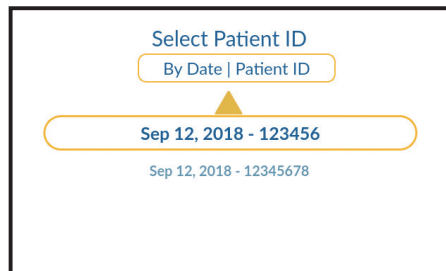 Select Patient ID
By Date | Patient ID
Sep 12, 2018 - 123456
Sep 12, 2018 - 12345678